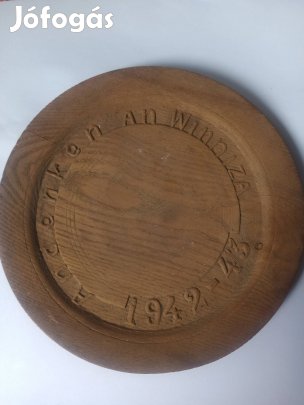 Jófogás
Andenken an Winniza
1942-43.